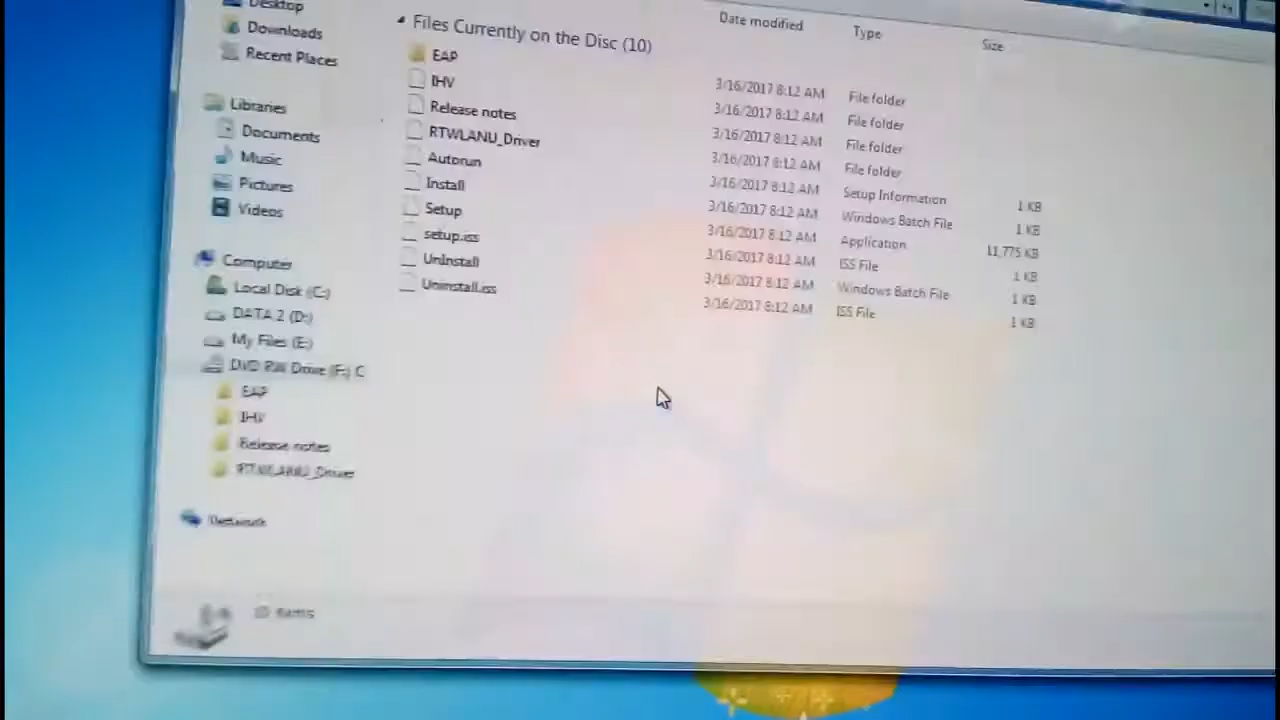 Desktop
Downloads
Recent Places
Libraries
Documents
Music
Pictures
Videos
Computer
Local Disk (C:)
DATA 2 (D:)
My Files (E:)
DVD RW Drive (F:) C
EAP
IHV
Release notes
RTWLANU_Driver
Network
10 items
Files Currently on the Disc (10)
Date modified Type Size
EAP 3/16/2017 8:12 AM File folder
IHV 3/16/2017 8:12 AM File folder
Release notes 3/16/2017 8:12 AM File folder
RTWLANU_Driver 3/16/2017 8:12 AM File folder
Autorun 3/16/2017 8:12 AM Setup Information 1 KB
Install 3/16/2017 8:12 AM Windows Batch File 1 KB
Setup 3/16/2017 8:12 AM Application 11,775 KB
setup.iss 3/16/2017 8:12 AM ISS File 1 KB
UnInstall 3/16/2017 8:12 AM Windows Batch File 1 KB
Uninstall.iss 3/16/2017 8:12 AM ISS File 1 KB